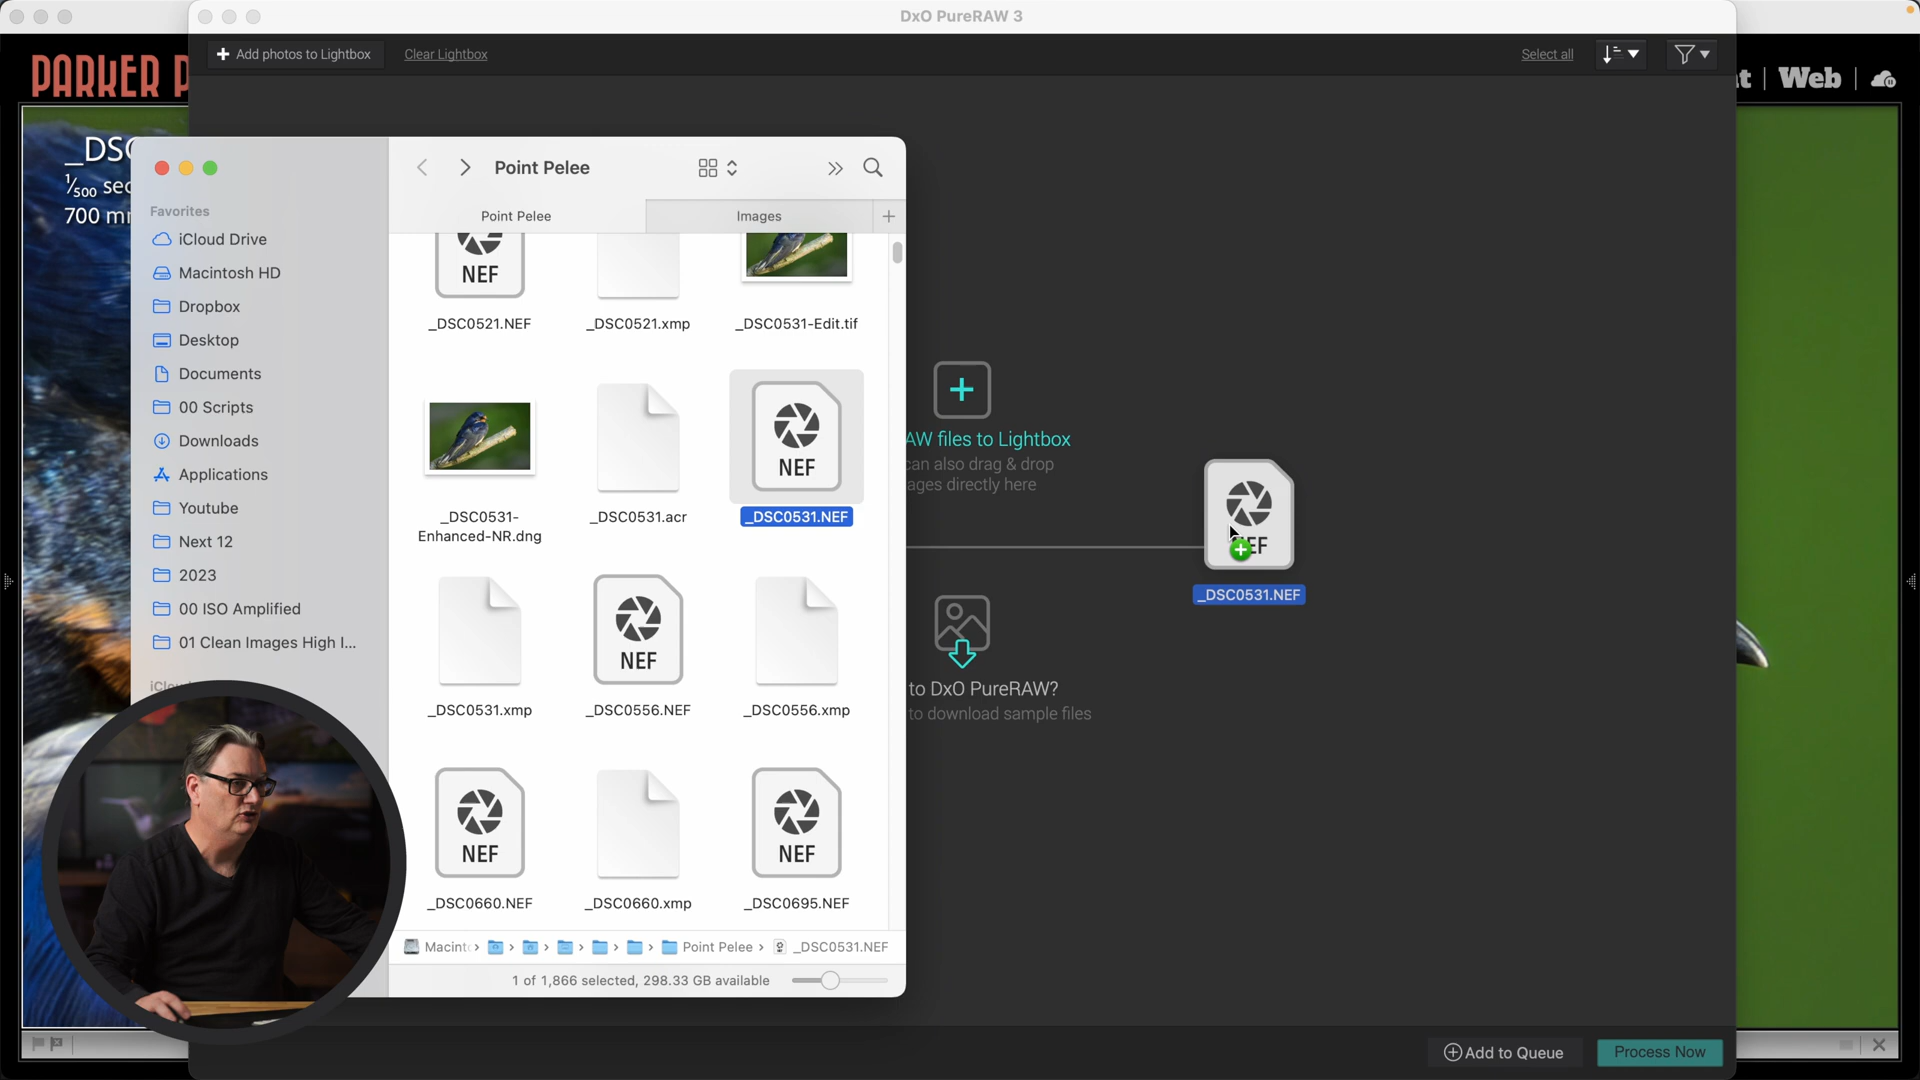 DxO PureRAW 3
Add photos to Lightbox
Clear Lightbox
Select all
PARKER P
t | Web |
_DSC
1/500 sec
700 mm
Point Pelee
Favorites
iCloud Drive
Macintosh HD
Dropbox
Desktop
Documents
00 Scripts
Downloads
Applications
Youtube
Next 12
2023
00 ISO Amplified
01 Clean Images High I...
iClou
Point Pelee
Images
NEF
_DSC0521.NEF
_DSC0521.xmp
_DSC0531-Edit.tif
NEF
_DSC0531-
Enhanced-NR.dng
_DSC0531.acr
_DSC0531.NEF
NEF
_DSC0531.xmp
_DSC0556.NEF
_DSC0556.xmp
NEF
NEF
_DSC0660.NEF
_DSC0660.xmp
_DSC0695.NEF
Macint › › › › › › Point Pelee › _DSC0531.NEF
1 of 1,866 selected, 298.33 GB available
AW files to Lightbox
can also drag & drop
ages directly here
EF
_DSC0531.NEF
to DxO PureRAW?
to download sample files
Add to Queue
Process Now